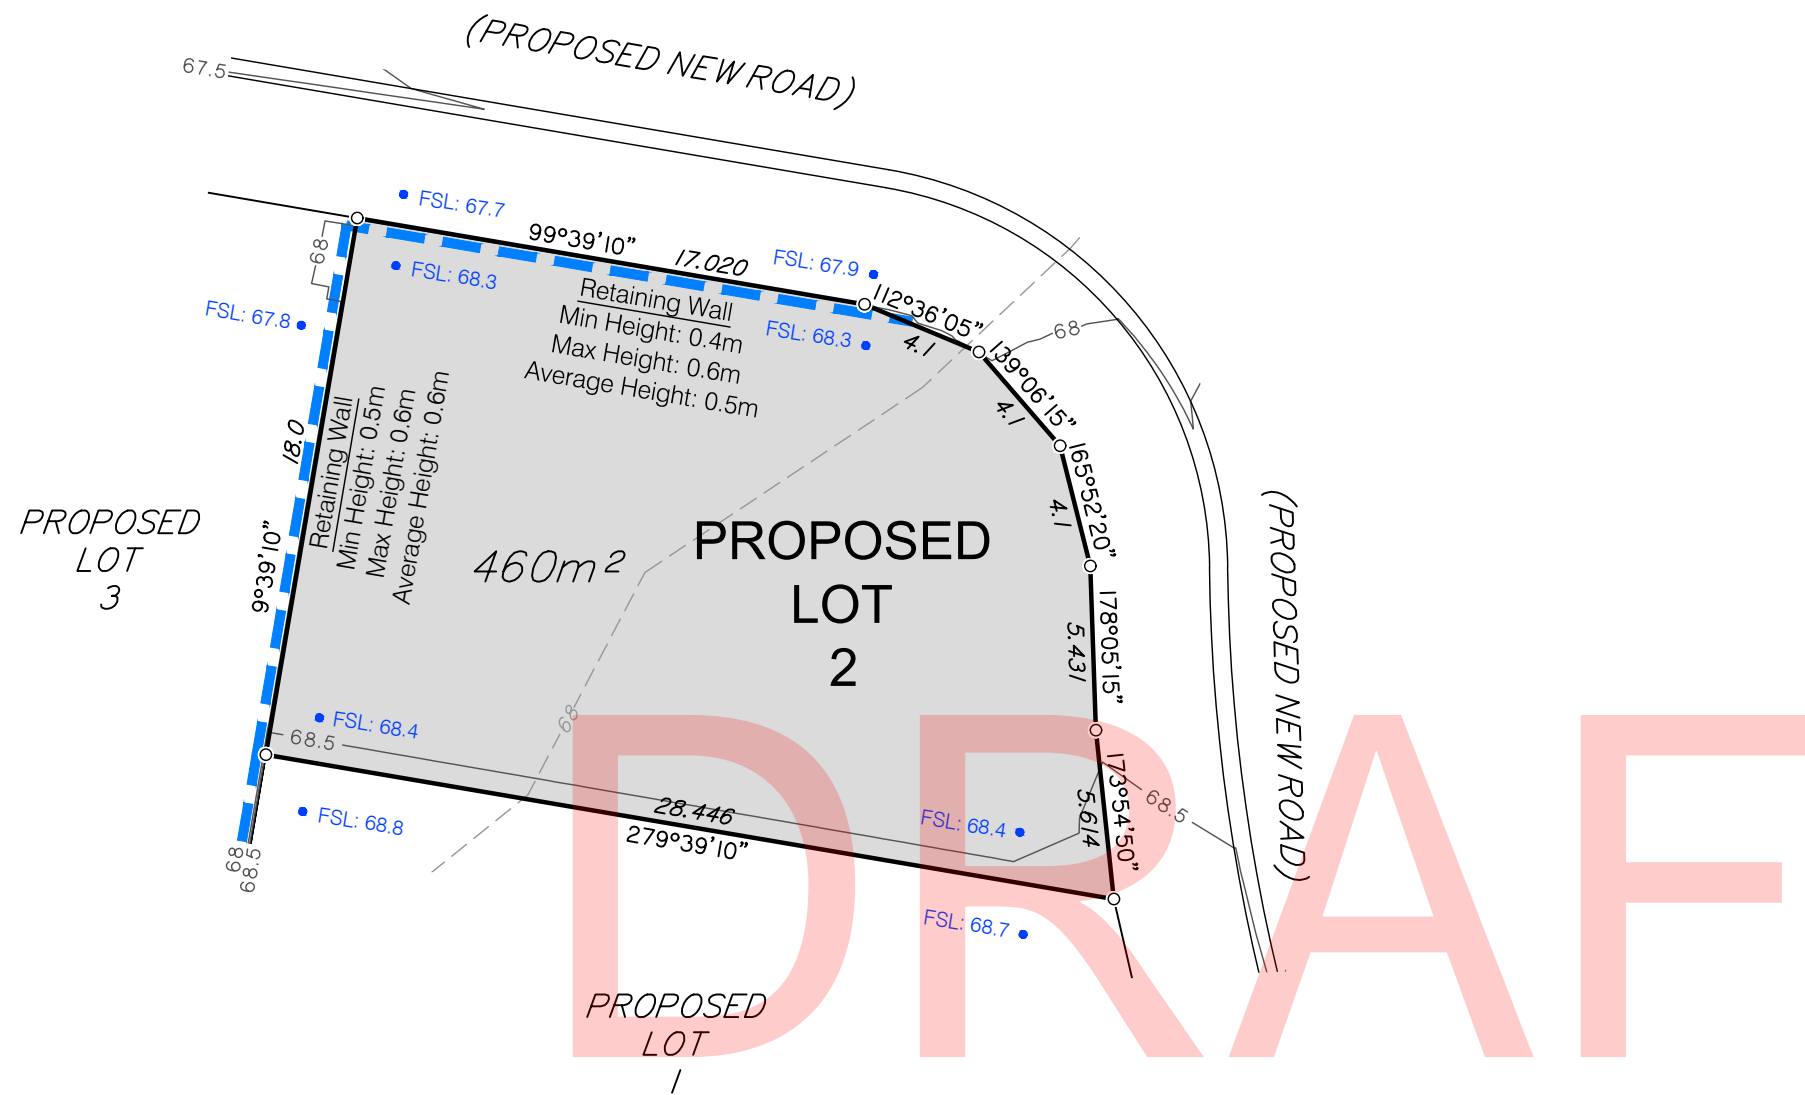 (PROPOSED NEW ROAD)
67.5
FSL: 67.7
99°39'10"
17.020
FSL: 67.9
68
FSL: 68.3
Retaining Wall
Min Height: 0.4m
Max Height: 0.6m
Average Height: 0.5m
FSL: 68.3
112°36'05"
4.1
68
FSL: 67.8
139°06'15"
4.1
18.0
9°39'10"
Retaining Wall
Min Height: 0.5m
Max Height: 0.6m
Average Height: 0.6m
165°52'20"
4.1
PROPOSED
LOT
3
460m²
PROPOSED
LOT
2
178°05'15"
5.431
(PROPOSED NEW ROAD)
68
FSL: 68.4
68.5
173°54'50"
5.614
68.5
FSL: 68.8
28.446
279°39'10"
FSL: 68.4
68
68.5
FSL: 68.7
DRAF
PROPOSED
LOT
1